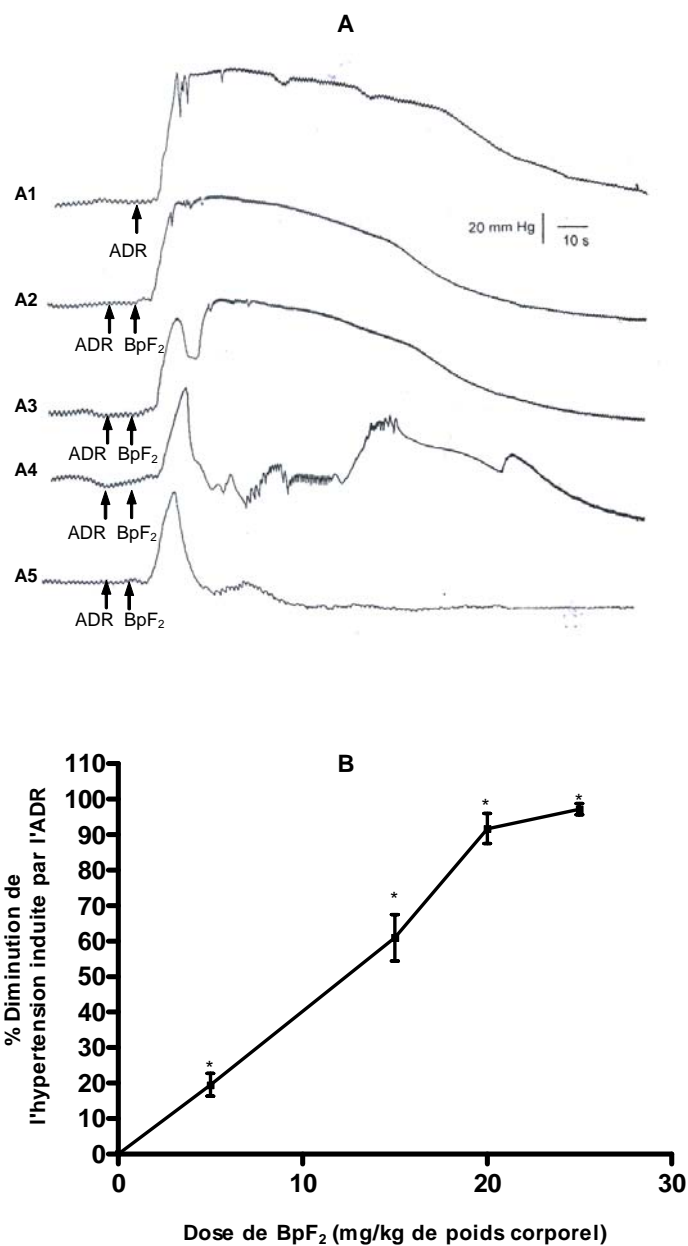 A
A1
ADR
20 mm Hg
10 s
A2
ADR BpF₂
A3
ADR BpF₂
A4
ADR BpF₂
A5
ADR BpF₂
B
% Diminution de
l'hypertension induite par l'ADR
110
100
90
80
70
60
50
40
30
20
10
0
* * * *
0 10 20 30
Dose de BpF₂ (mg/kg de poids corporel)